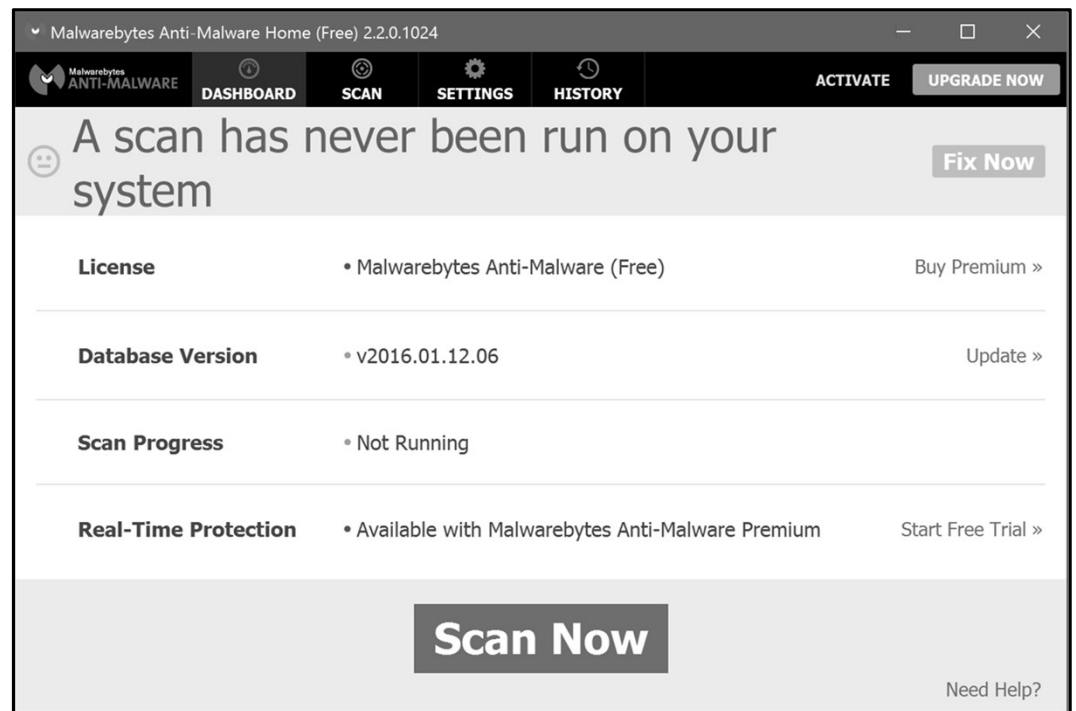 Malwarebytes Anti-Malware Home (Free) 2.2.0.1024
Malwarebytes
ANTI-MALWARE
DASHBOARD
SCAN
SETTINGS
HISTORY
ACTIVATE
UPGRADE NOW
A scan has never been run on your
system
Fix Now
License
• Malwarebytes Anti-Malware (Free)
Buy Premium »
Database Version
• v2016.01.12.06
Update »
Scan Progress
• Not Running
Real-Time Protection
• Available with Malwarebytes Anti-Malware Premium
Start Free Trial »
Scan Now
Need Help?